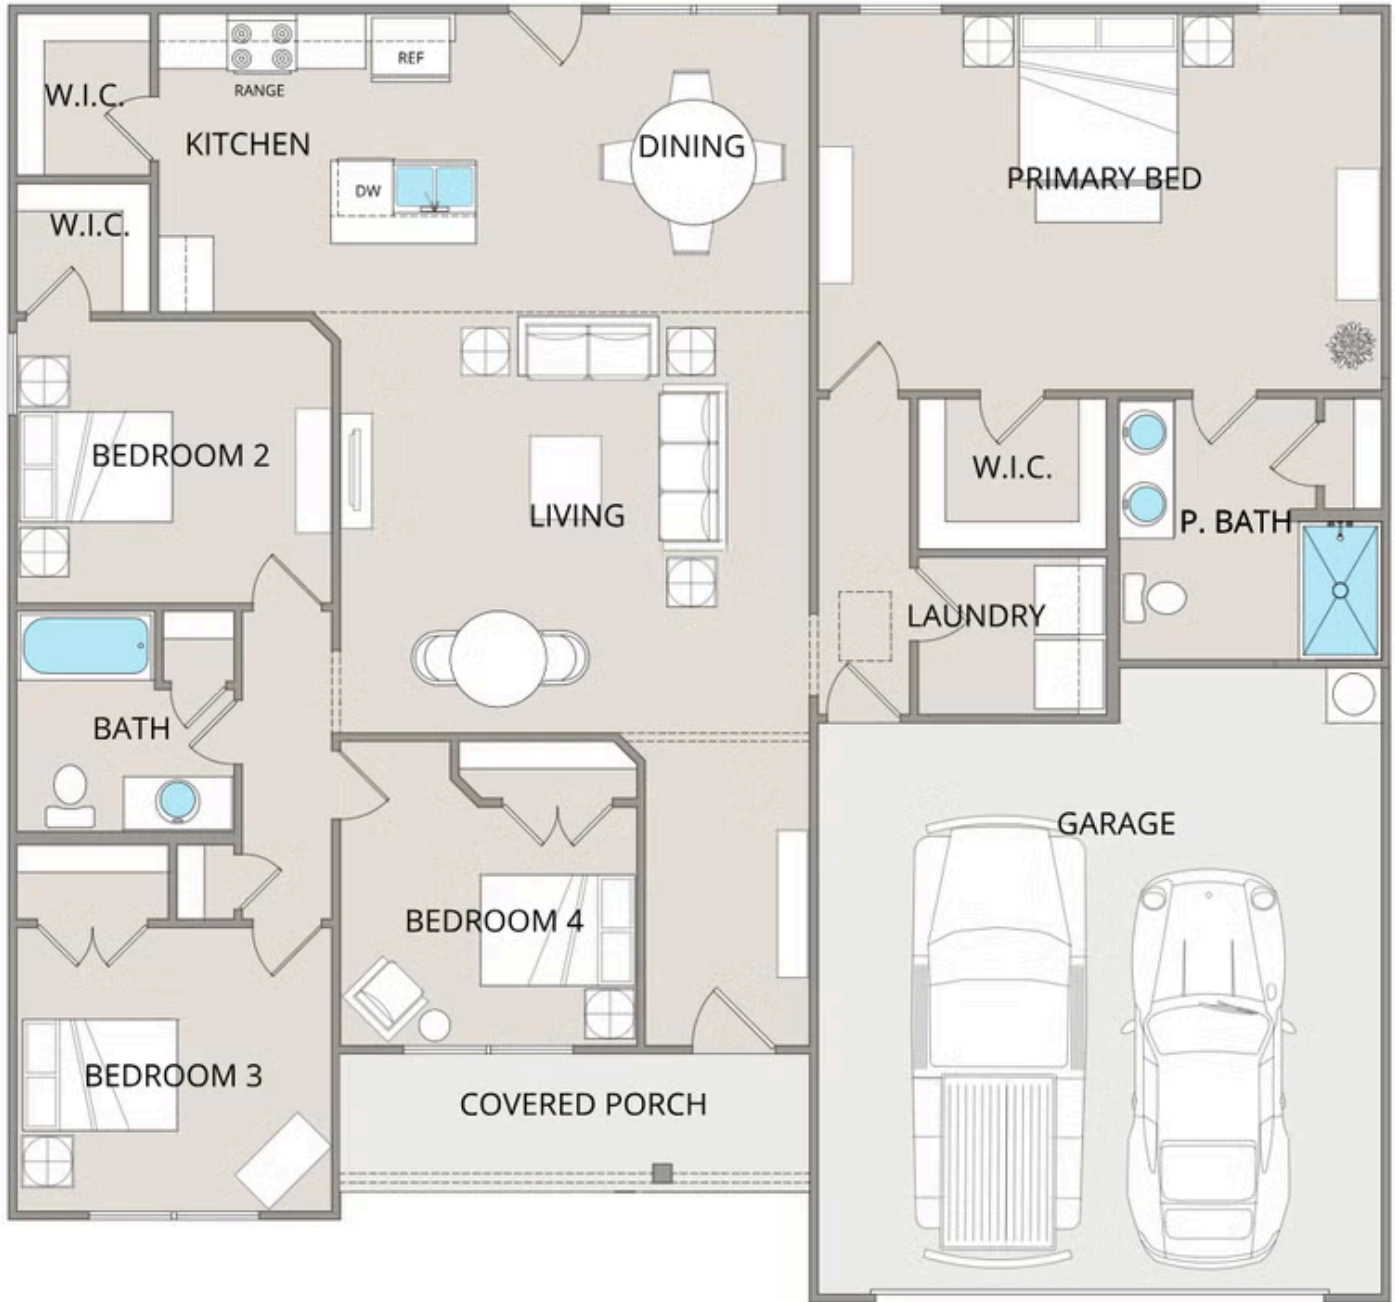 REF
RANGE
W.I.C.
KITCHEN
DINING
PRIMARY BED
DW
W.I.C.
BEDROOM 2
W.I.C.
LIVING
P. BATH
LAUNDRY
BATH
GARAGE
BEDROOM 4
BEDROOM 3
COVERED PORCH